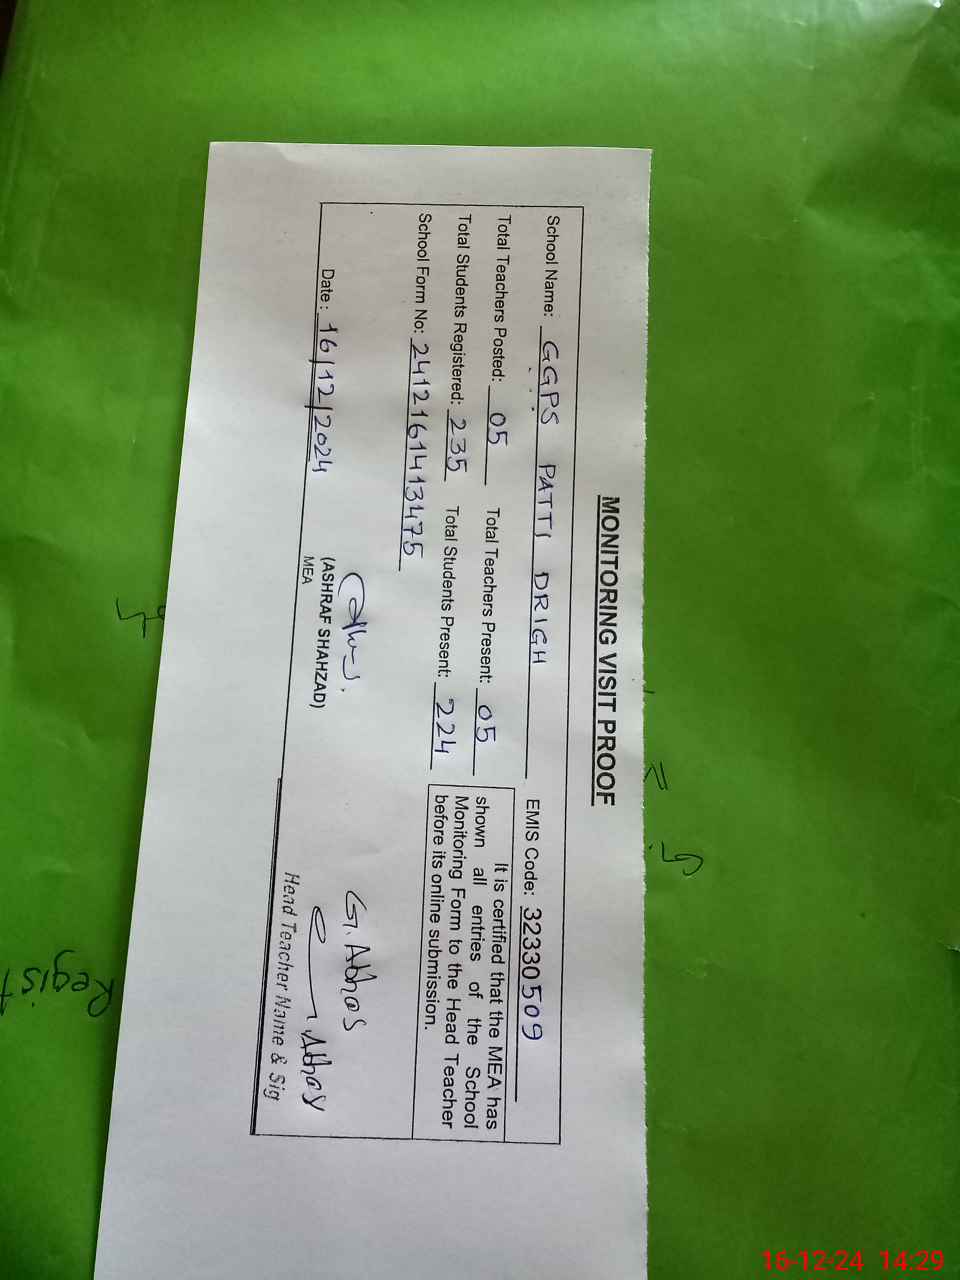 MONITORING VISIT PROOF
School Name: GGPS PATTI DRIGH EMIS Code: 32330509
Total Teachers Posted: 05 Total Teachers Present: 05
Total Students Registered: 235 Total Students Present: 224
School Form No: 2412161413475
It is certified that the MEA has
shown all entries of the School
Monitoring Form to the Head Teacher
before its online submission.
G. Abbas
Date: 16/12/2024
(ASHRAF SHAHZAD)
MEA
Head Teacher Name & Sig
Regist
16-12-24 14:29